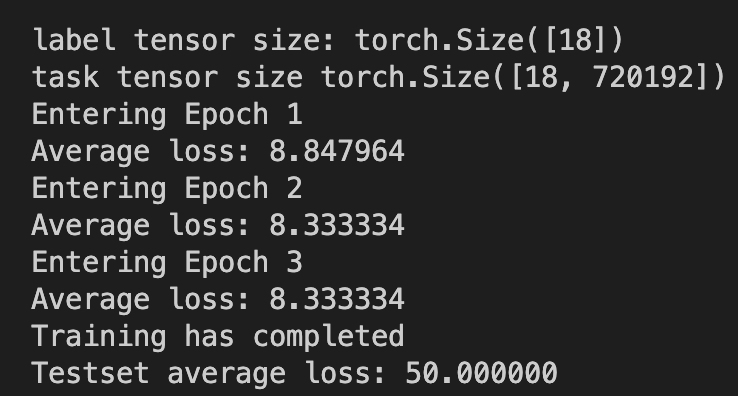 label tensor size: torch.Size([18])
task tensor size torch.Size([18, 720192])
Entering Epoch 1
Average loss: 8.847964
Entering Epoch 2
Average loss: 8.333334
Entering Epoch 3
Average loss: 8.333334
Training has completed
Testset average loss: 50.000000